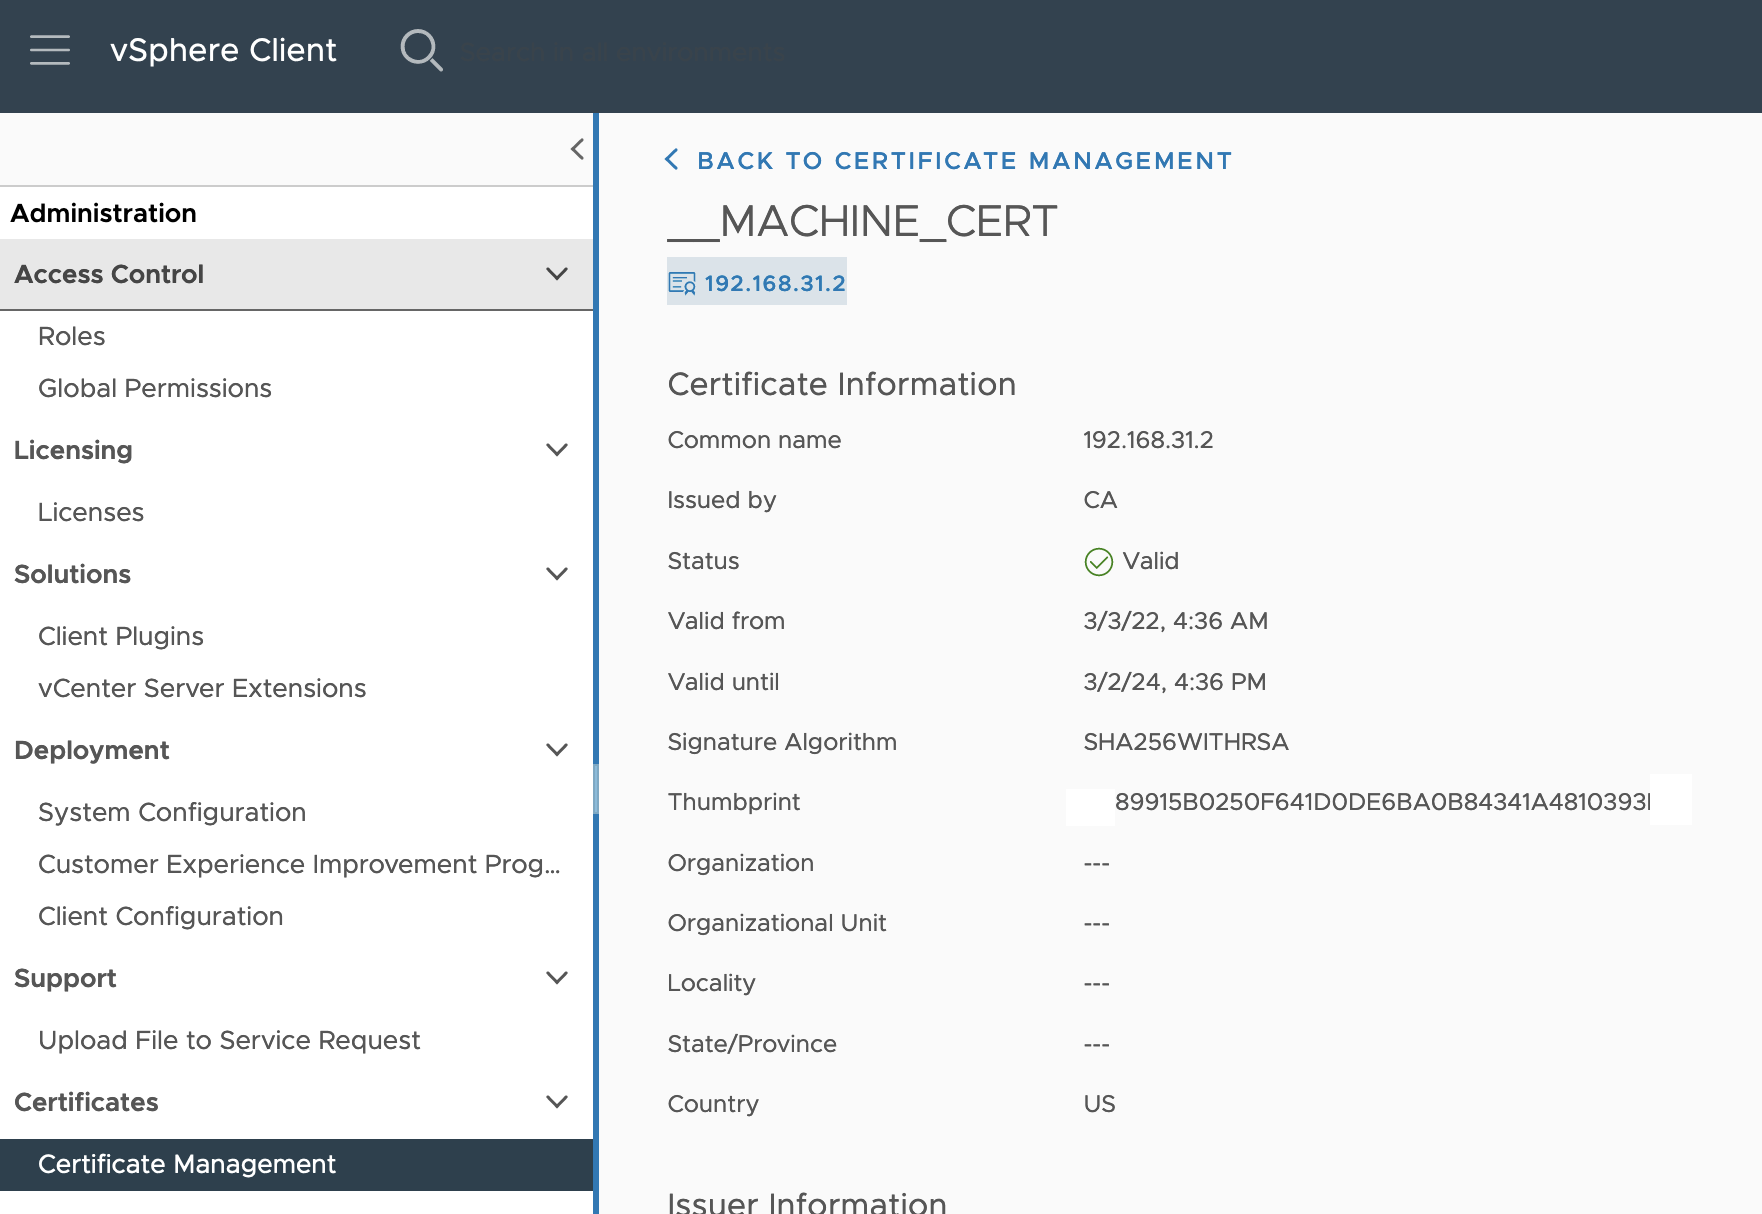 vSphere Client
Search in all environments
Administration
Access Control
Roles
Global Permissions
Licensing
Licenses
Solutions
Client Plugins
vCenter Server Extensions
Deployment
System Configuration
Customer Experience Improvement Prog...
Client Configuration
Support
Upload File to Service Request
Certificates
Certificate Management
BACK TO CERTIFICATE MANAGEMENT
__MACHINE_CERT
192.168.31.2
Certificate Information
Common name 192.168.31.2
Issued by CA
Status Valid
Valid from 3/3/22, 4:36 AM
Valid until 3/2/24, 4:36 PM
Signature Algorithm SHA256WITHRSA
Thumbprint 89915B0250F641D0DE6BA0B84341A4810393
Organization ---
Organizational Unit ---
Locality ---
State/Province ---
Country US
Issuer Information